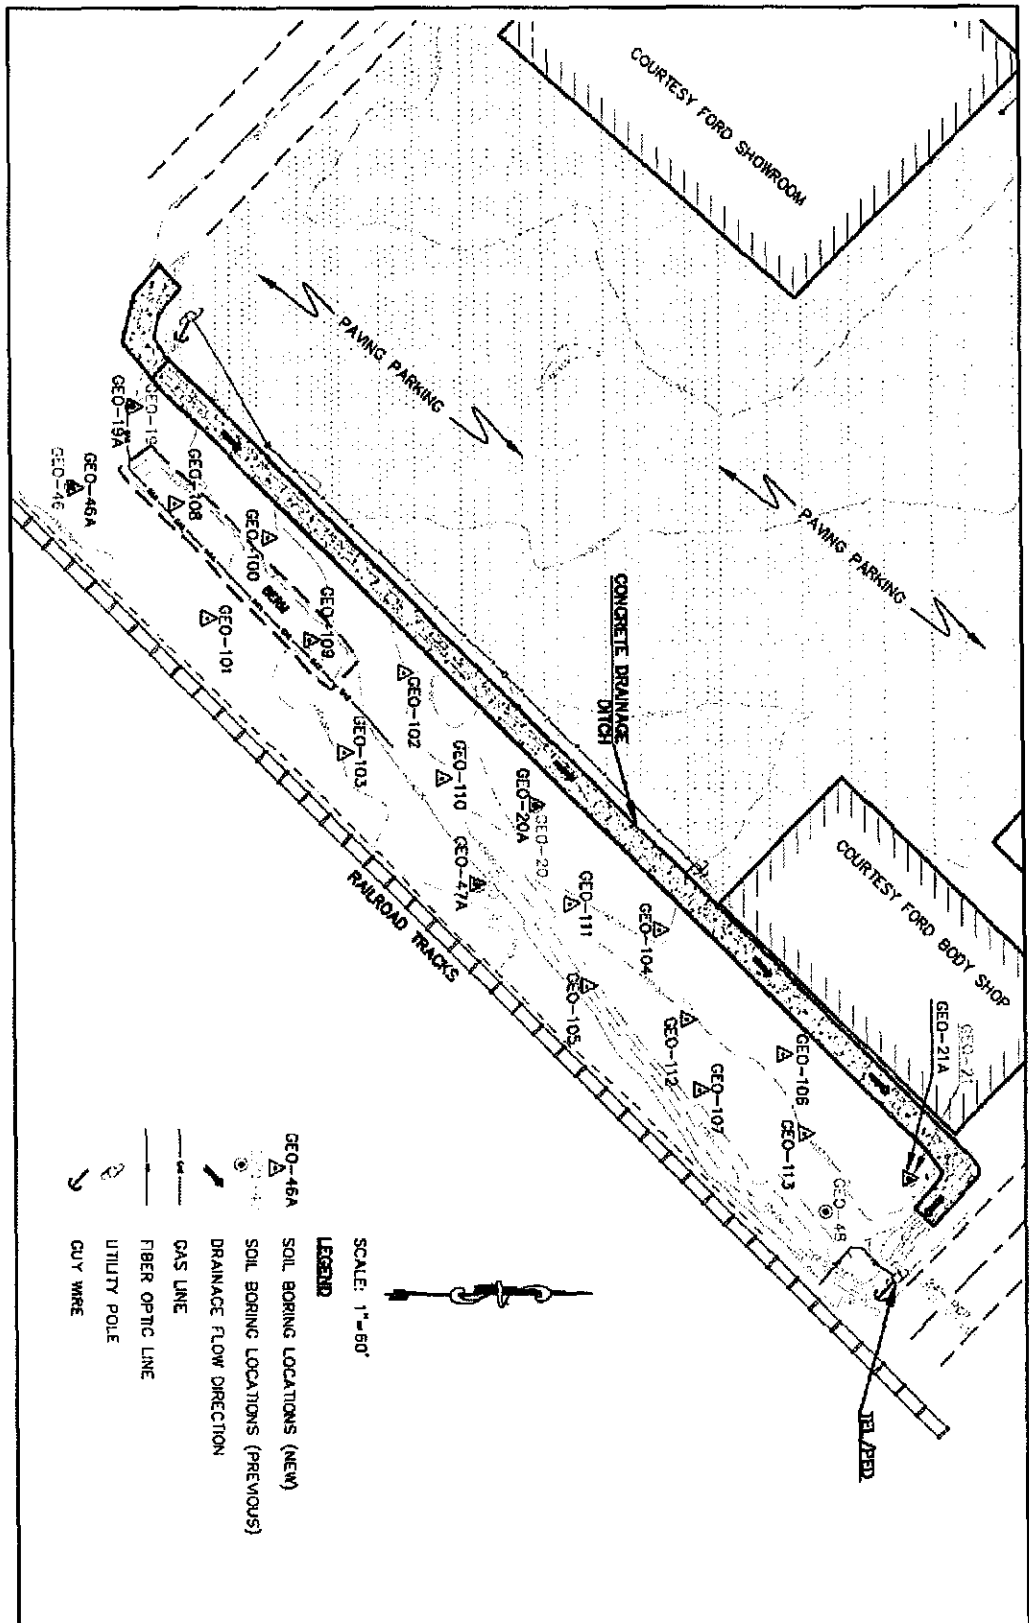 COURTESY FORD SHOWROOM
PAVING PARKING
PAVING PARKING
CONCRETE DRAINAGE
DITCH
COURTESY FORD BODY SHOP
GEO-21A
GEO-19
GEO-19A
GEO-46A
GEO-46
GEO-108
GEO-100
BERM
GEO-109
GEO-101
GEO-102
GEO-103
GEO-110
GEO-20
GEO-20A
GEO-47A
GEO-111
GEO-104
GEO-105
GEO-112
GEO-106
GEO-107
GEO-113
GEO-48
RAILROAD TRACKS
TEL/PED
SCALE: 1"=60'
LEGEND
GEO-46A
SOIL BORING LOCATIONS (NEW)
SOIL BORING LOCATIONS (PREVIOUS)
DRAINAGE FLOW DIRECTION
GAS LINE
FIBER OPTIC LINE
UTILITY POLE
GUY WIRE